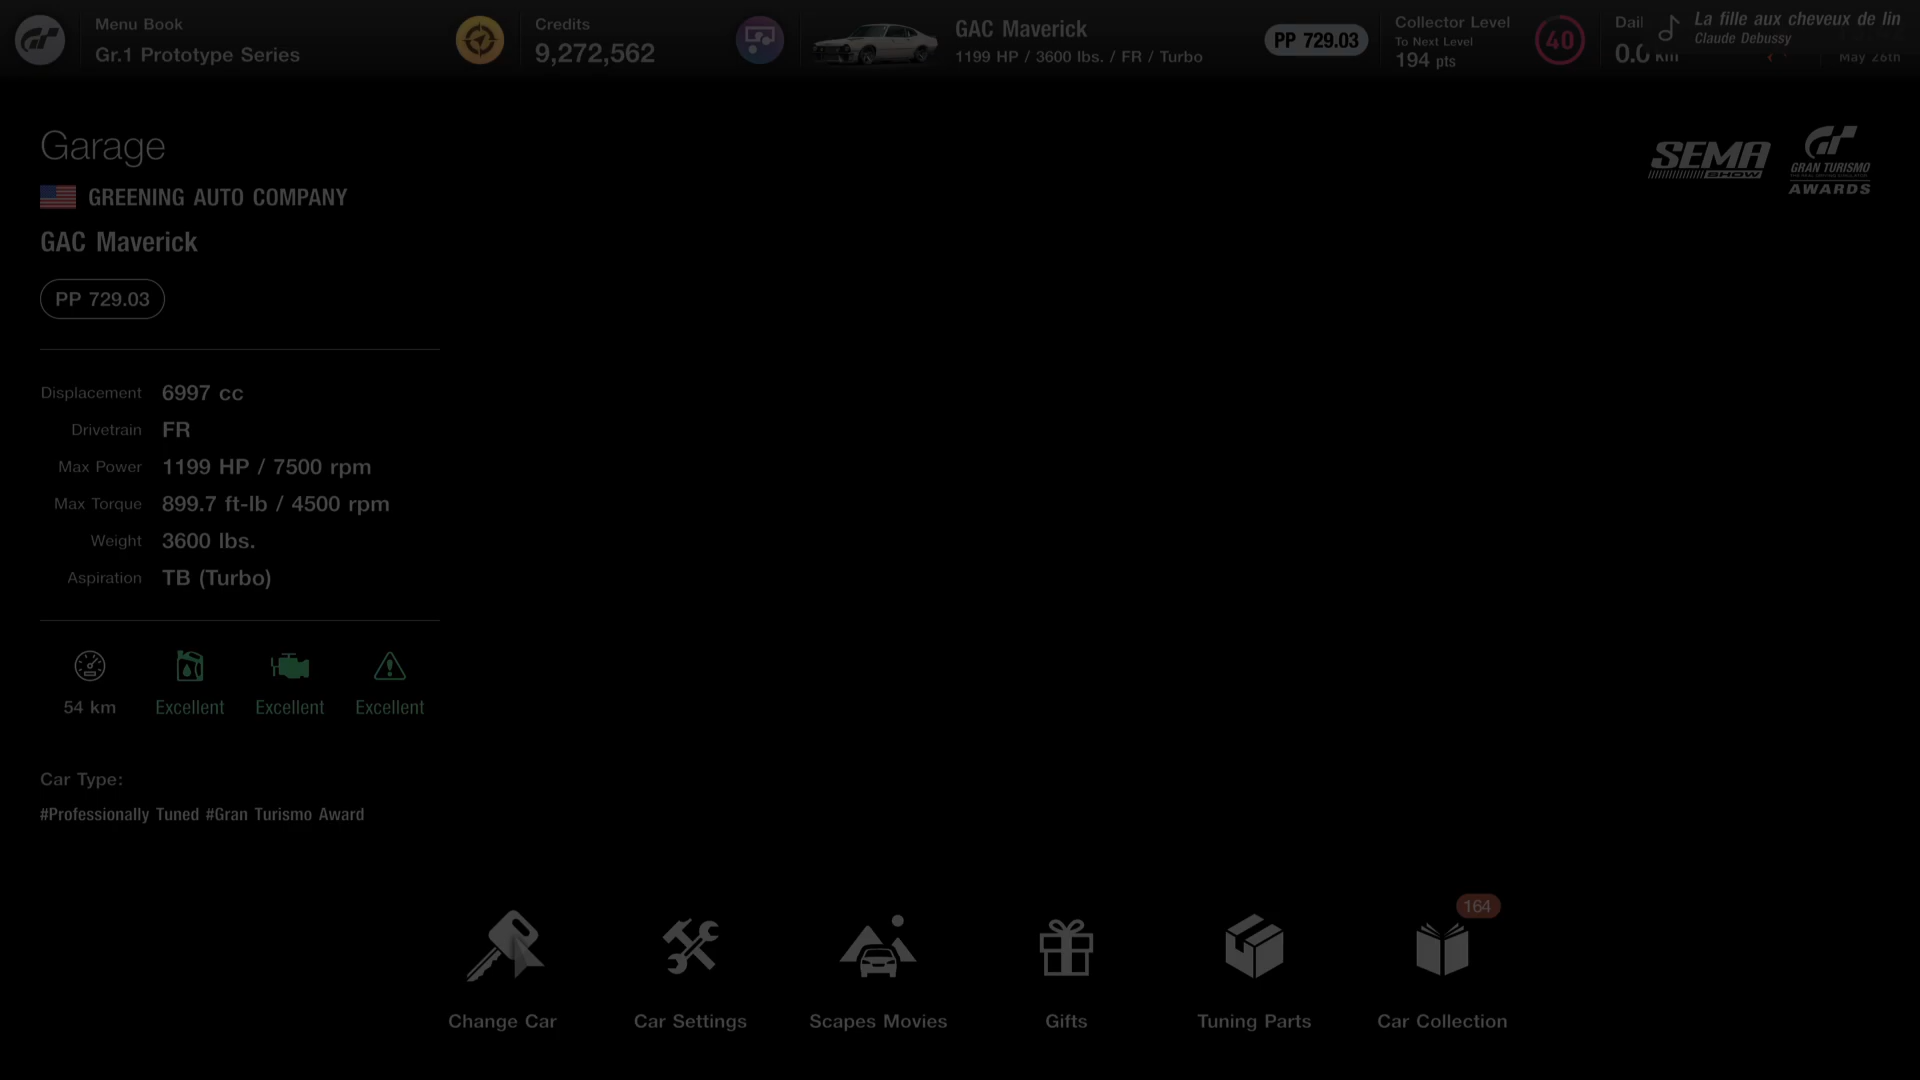 Menu Book
Gr.1 Prototype Series
Credits
9,272,562
GAC Maverick
1199 HP / 3600 lbs. / FR / Turbo
PP 729.03
Collector Level
To Next Level
194 pts
40
Dail
0.0 km
La fille aux cheveux de lin
Claude Debussy
May 26th
Garage
GREENING AUTO COMPANY
GAC Maverick
PP 729.03
SEMA
SHOW
GRAN TURISMO
AWARDS
Displacement 6997 cc
Drivetrain FR
Max Power 1199 HP / 7500 rpm
Max Torque 899.7 ft-lb / 4500 rpm
Weight 3600 lbs.
Aspiration TB (Turbo)
54 km
Excellent
Excellent
Excellent
Car Type:
#Professionally Tuned #Gran Turismo Award
164
Change Car
Car Settings
Scapes Movies
Gifts
Tuning Parts
Car Collection